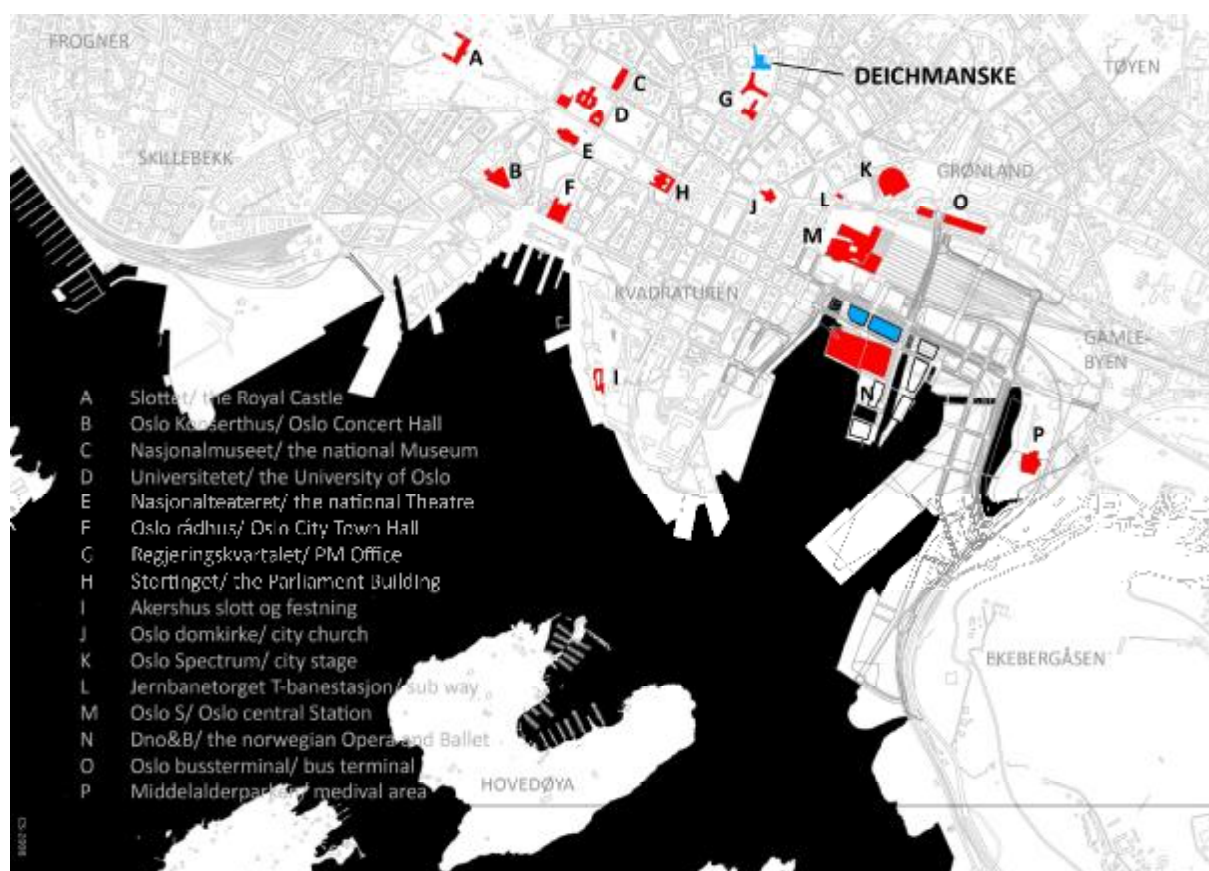 FROGNER
A
C
G
DEICHMANSKE
TØYEN
D
E
SKILLEBEKK
B
F
H
K
GRØNLAND
J
L
O
M
KVADRATUREN
GAMLE-
BYEN
I
N
P
A Slottet/ the Royal Castle
B Oslo Konserthus/ Oslo Concert Hall
C Nasjonalmuseet/ the national Museum
D Universitetet/ the University of Oslo
E Nasjonalteateret/ the national Theatre
F Oslo rådhus/ Oslo City Town Hall
G Regjeringskvartalet/ PM Office
H Stortinget/ the Parliament Building
I Akershus slott og festning
J Oslo domkirke/ city church
K Oslo Spectrum/ city stage
L Jernbanetorget T-banestasjon/ sub way
M Oslo S/ Oslo central Station
N Dno&B/ the norwegian Opera and Ballet
O Oslo bussterminal/ bus terminal
P Middelalderparken/ medival area
EKEBERGÅSEN
HOVEDØYA